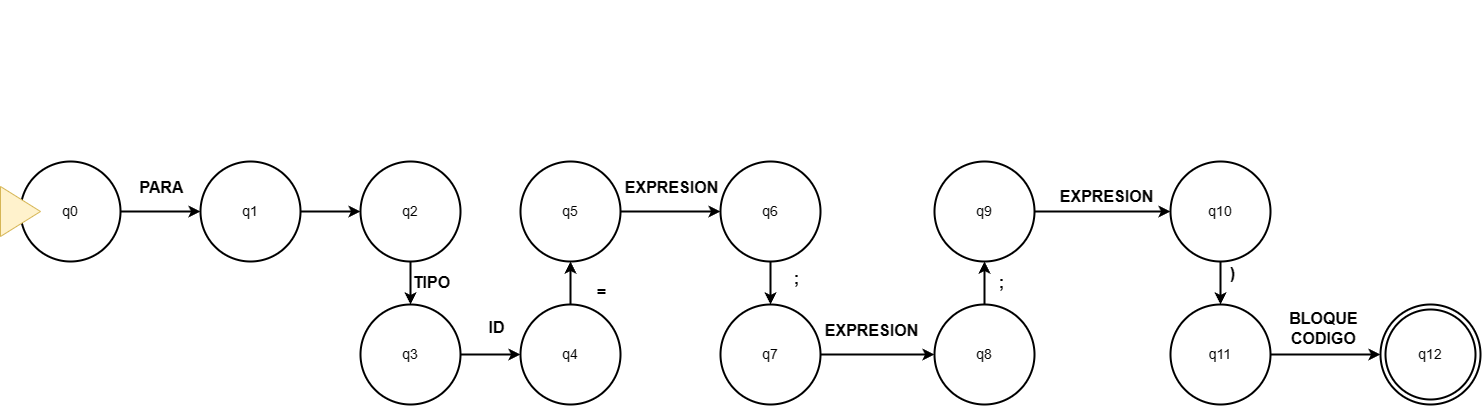 q0
PARA
q1
q2
TIPO
q3
ID
q4
=
q5
EXPRESION
q6
;
q7
EXPRESION
q8
;
q9
EXPRESION
q10
)
q11
BLOQUE
CODIGO
q12